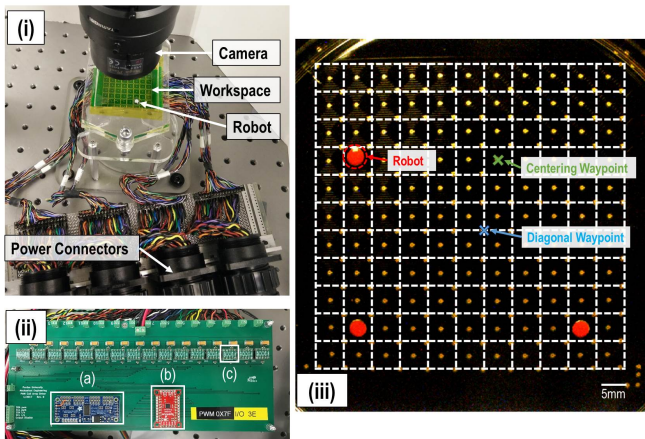 (i)
Camera
Workspace
Robot
Power Connectors
(ii)
(a)
(b)
(c)
PWM 0X7F I/O 3E
Robot
Centering Waypoint
Diagonal Waypoint
(iii)
5mm